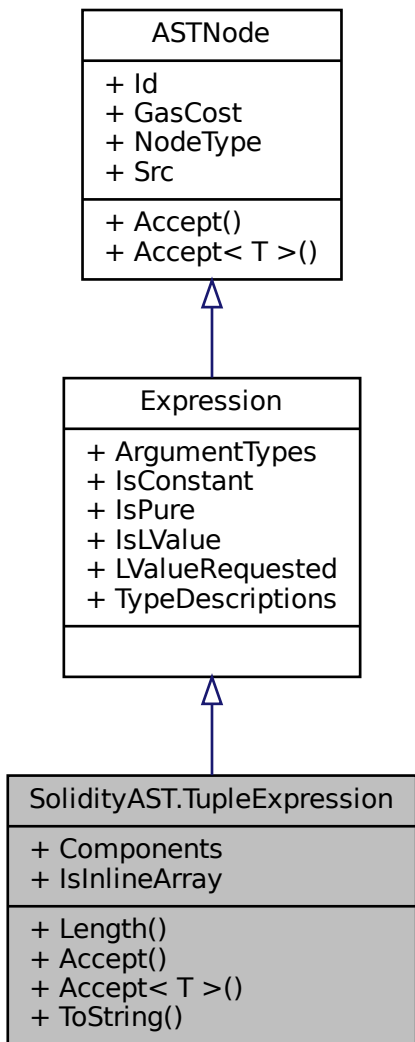 ASTNode
+ Id
+ GasCost
+ NodeType
+ Src
+ Accept()
+ Accept< T >()
Expression
+ ArgumentTypes
+ IsConstant
+ IsPure
+ IsLValue
+ LValueRequested
+ TypeDescriptions
SolidityAST.TupleExpression
+ Components
+ IsInlineArray
+ Length()
+ Accept()
+ Accept< T >()
+ ToString()